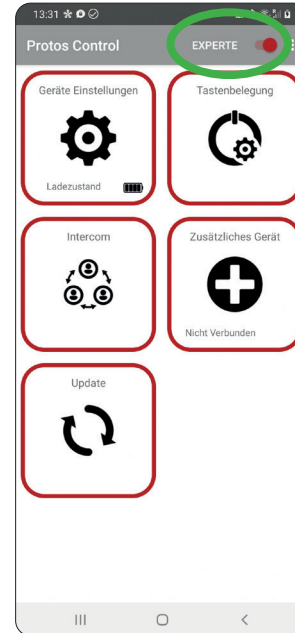 13:31
Protos Control EXPERTE
Geräte Einstellungen Tastenbelegung
Ladezustand
Intercom Zusätzliches Gerät
Nicht Verbunden
Update